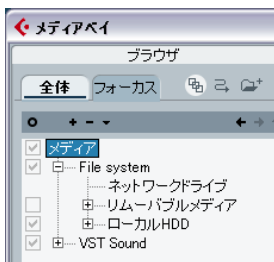 メディアベイ
ブラウザ
全体 フォーカス
メディア
File system
ネットワークドライブ
リムーバブルメディア
ローカルHDD
VST Sound